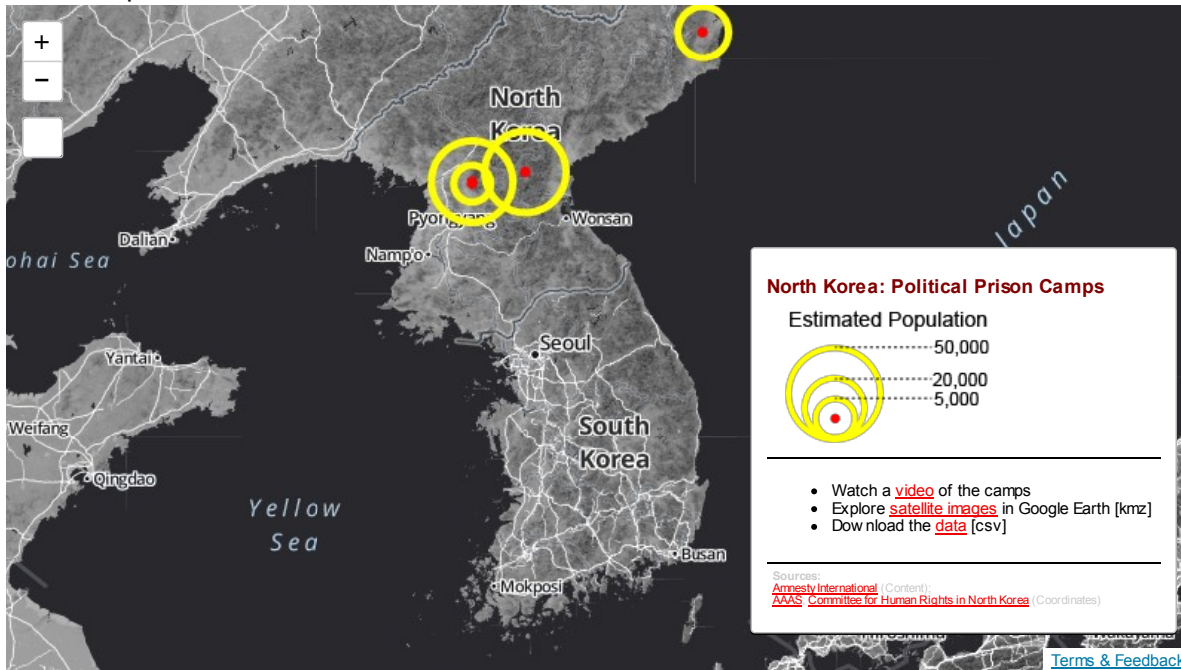 +
−
North
Korea
Pyongyang
Wonsan
Dalian
Namp'o
ohai Sea
Japan
Seoul
Yantai
Weifang
South
Korea
Qingdao
Yellow
Sea
Busan
Mokposi
North Korea: Political Prison Camps
Estimated Population
50,000
20,000
5,000
Watch a video of the camps
Explore satellite images in Google Earth [kmz]
Download the data [csv]
Sources:
Amnesty International (Content);
AAAS, Committee for Human Rights in North Korea (Coordinates)
Terms & Feedback